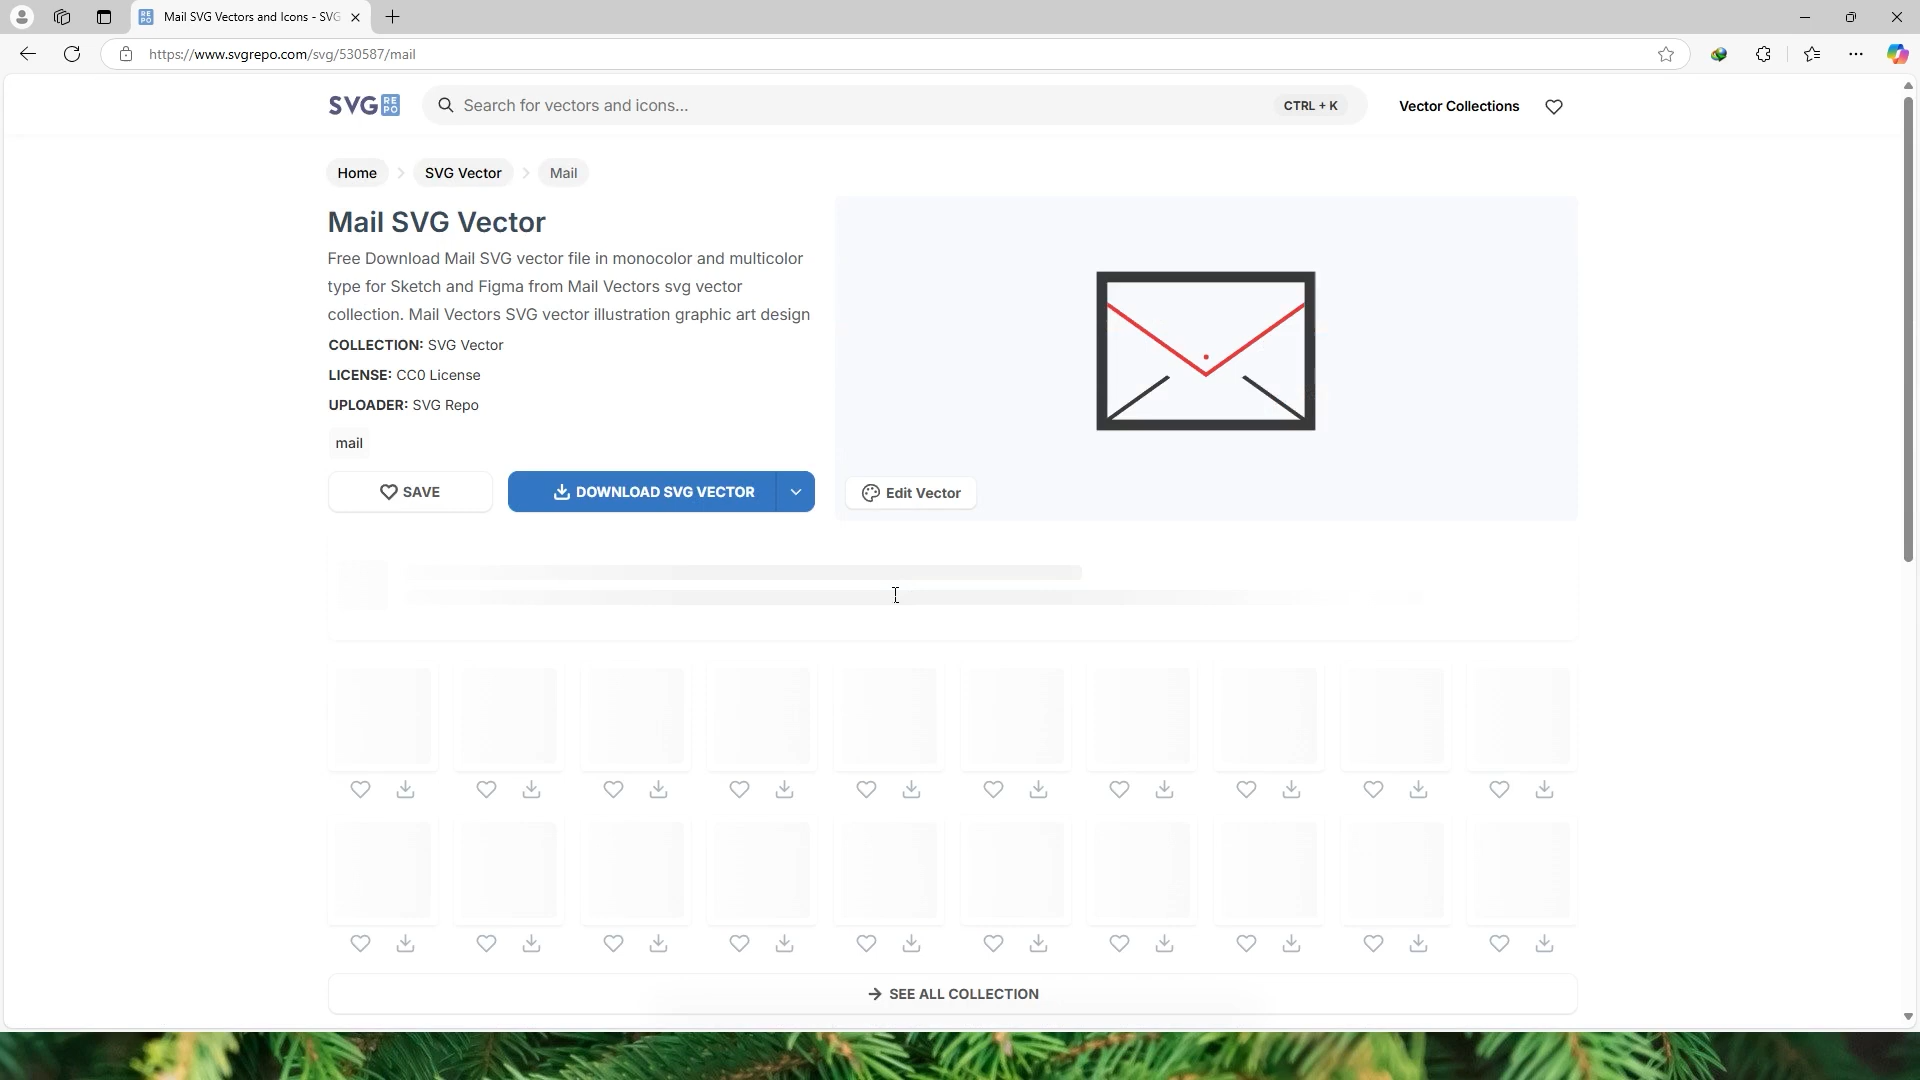 Mail SVG Vectors and Icons - SVG
https://www.svgrepo.com/svg/530587/mail
SVG RE PO
Search for vectors and icons...
CTRL + K
Vector Collections
Home
SVG Vector
Mail
Mail SVG Vector
Free Download Mail SVG vector file in monocolor and multicolor
type for Sketch and Figma from Mail Vectors svg vector
collection. Mail Vectors SVG vector illustration graphic art design
COLLECTION: SVG Vector
LICENSE: CC0 License
UPLOADER: SVG Repo
mail
SAVE
DOWNLOAD SVG VECTOR
Edit Vector
SEE ALL COLLECTION